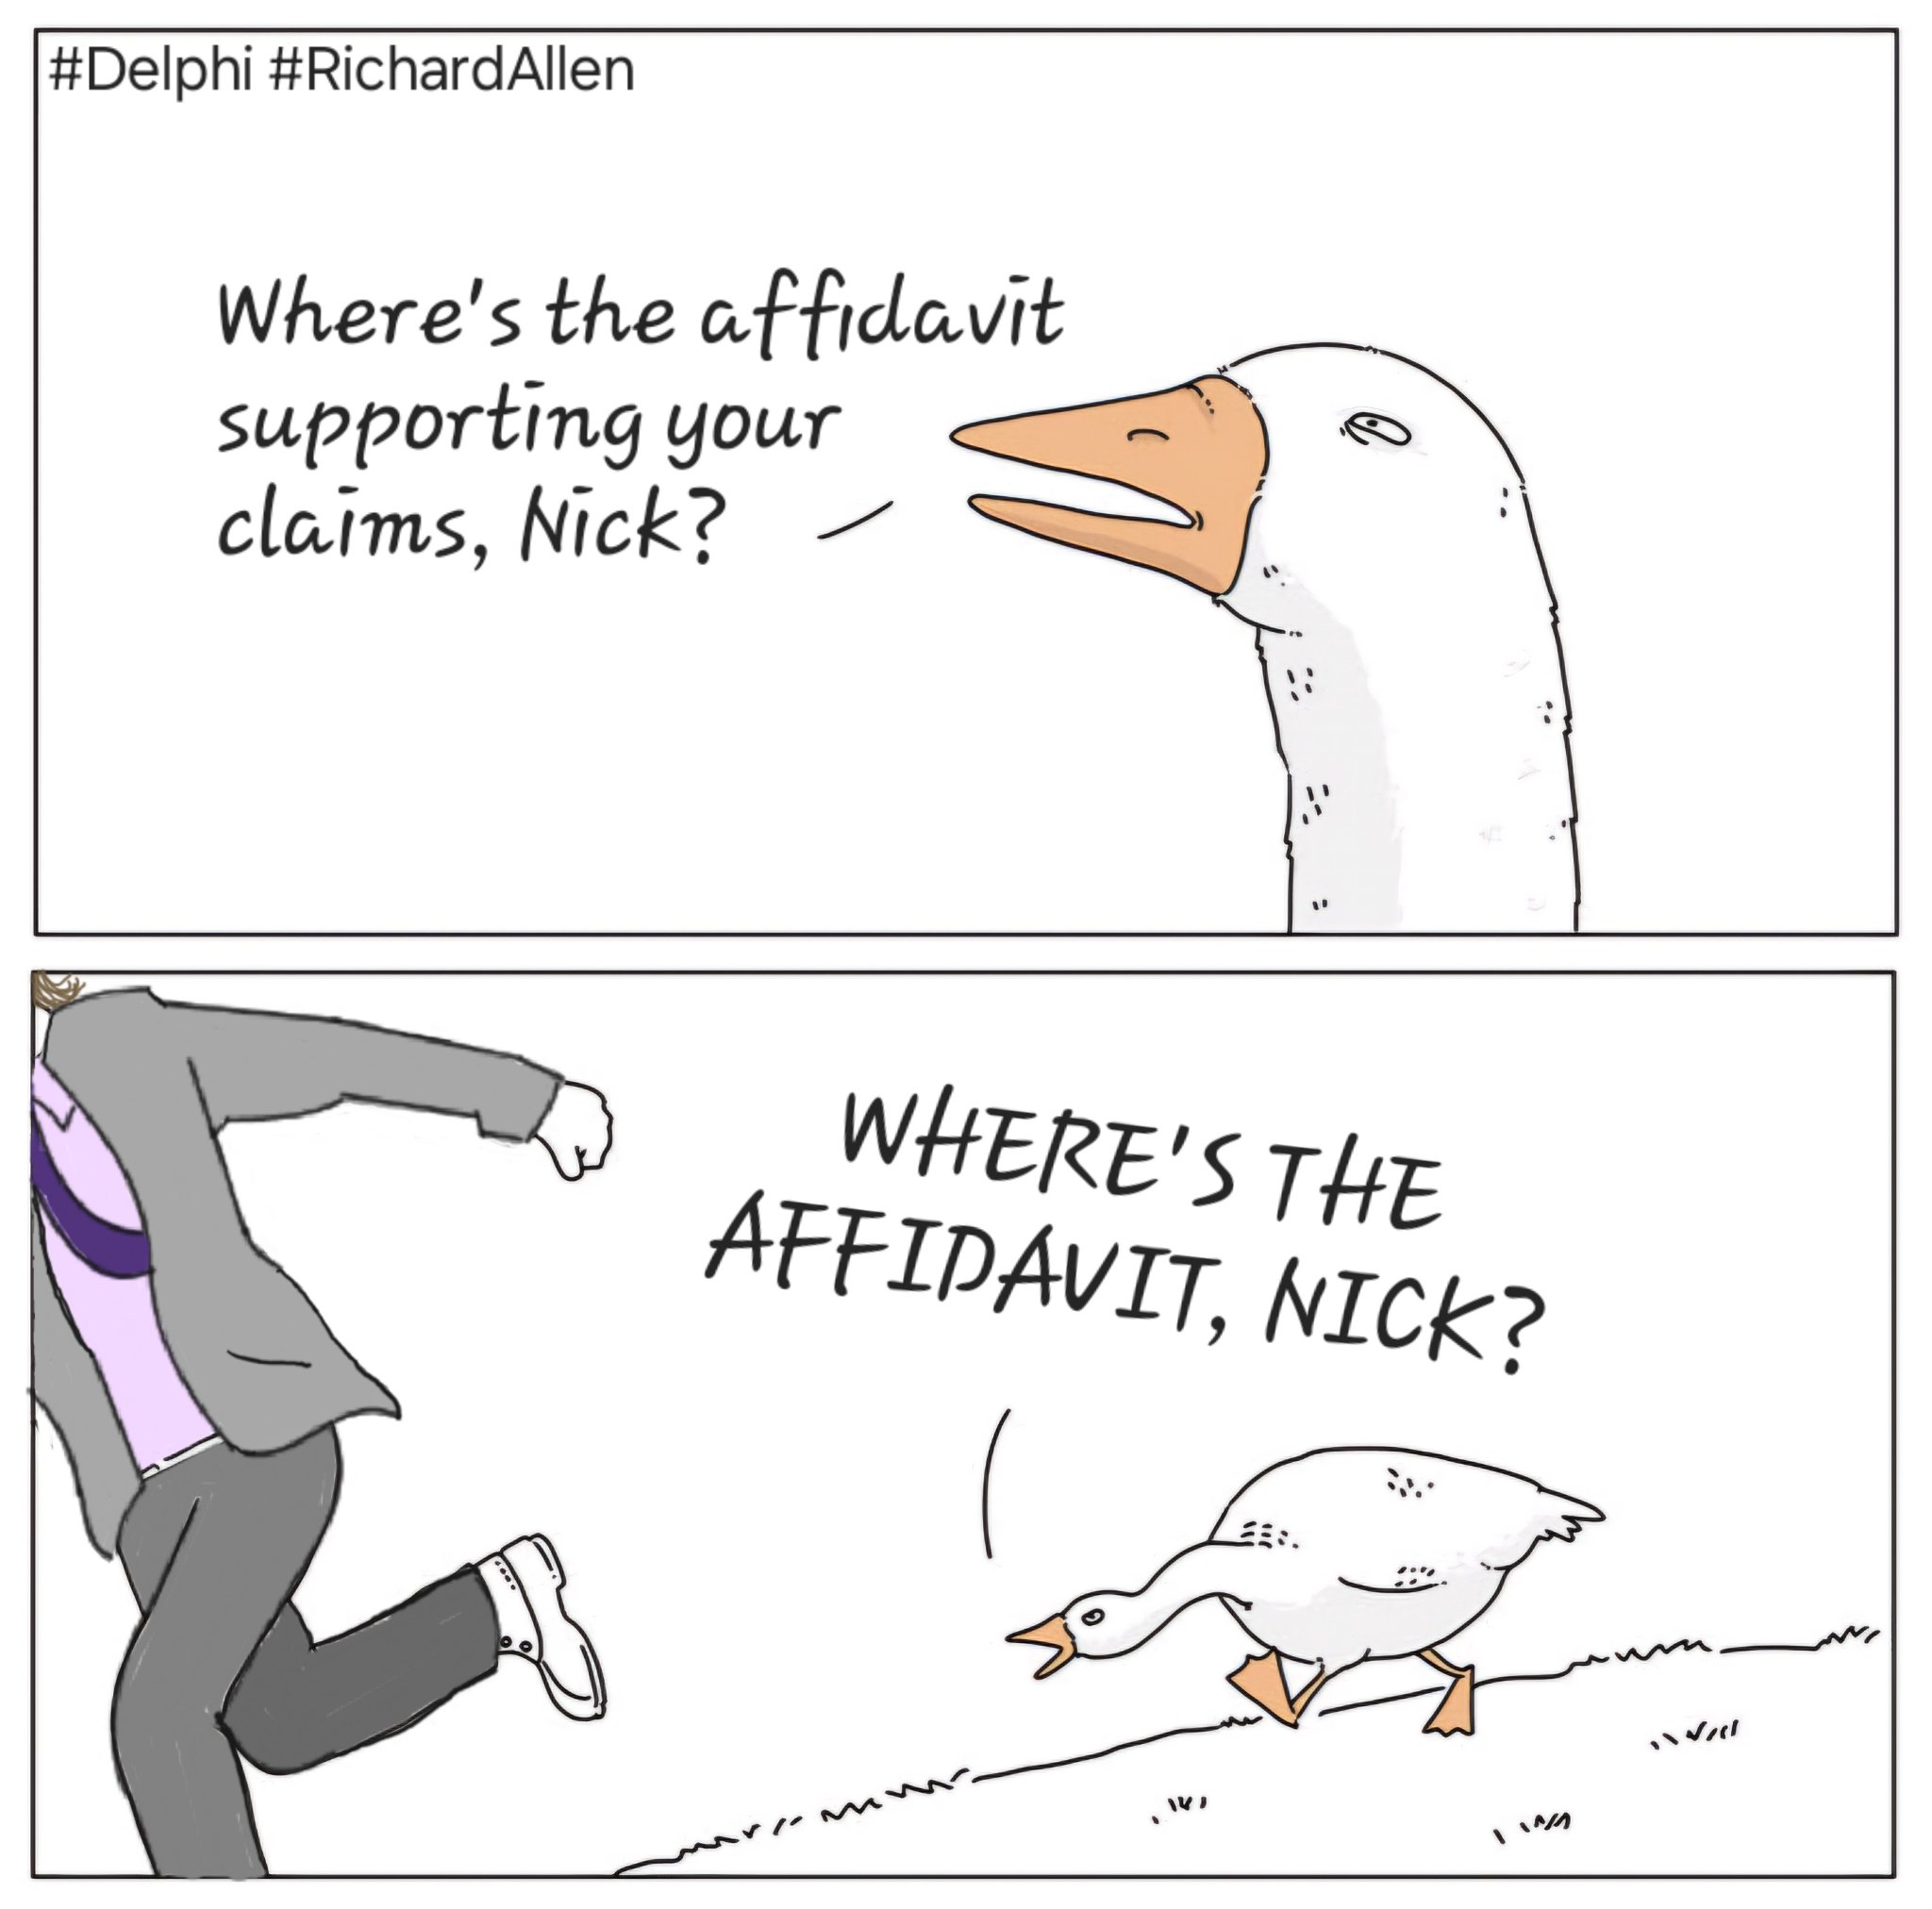 #Delphi #RichardAllen
Where's the affidavit
supporting your
claims, Nick?
WHERE'S THE
AFFIDAVIT, NICK?